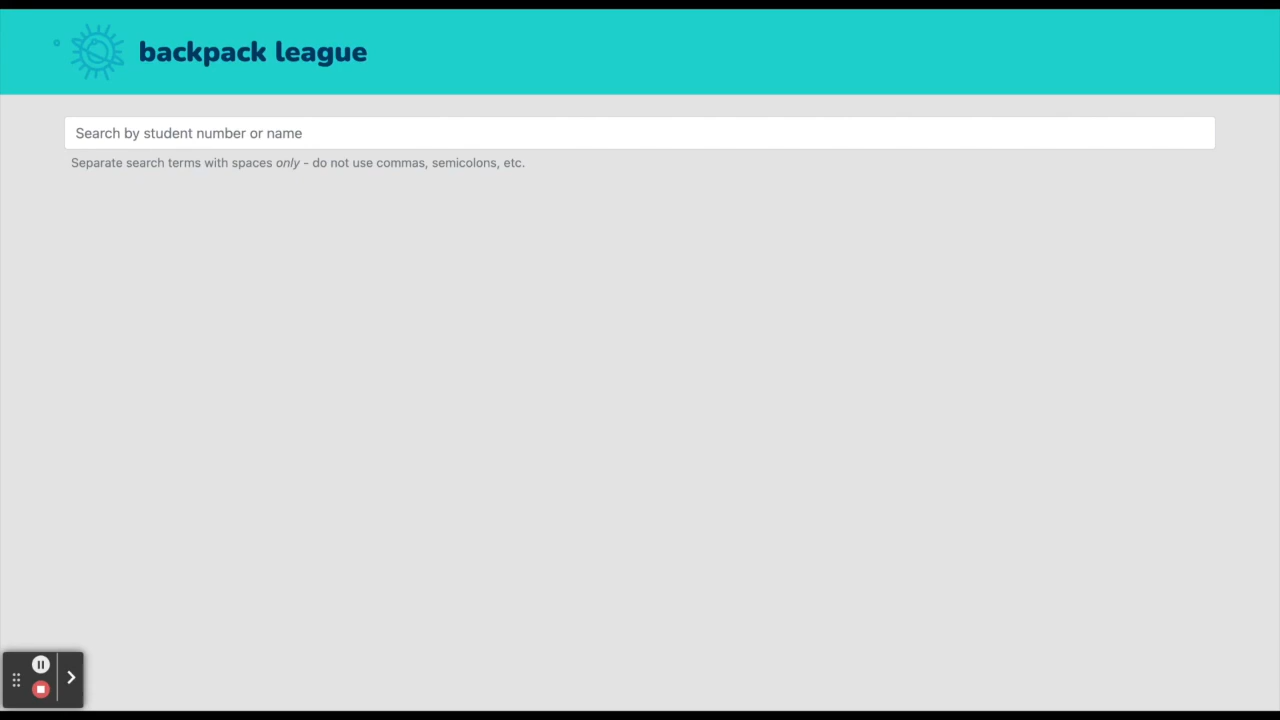 backpack league
Search by student number or name
Separate search terms with spaces only - do not use commas, semicolons, etc.